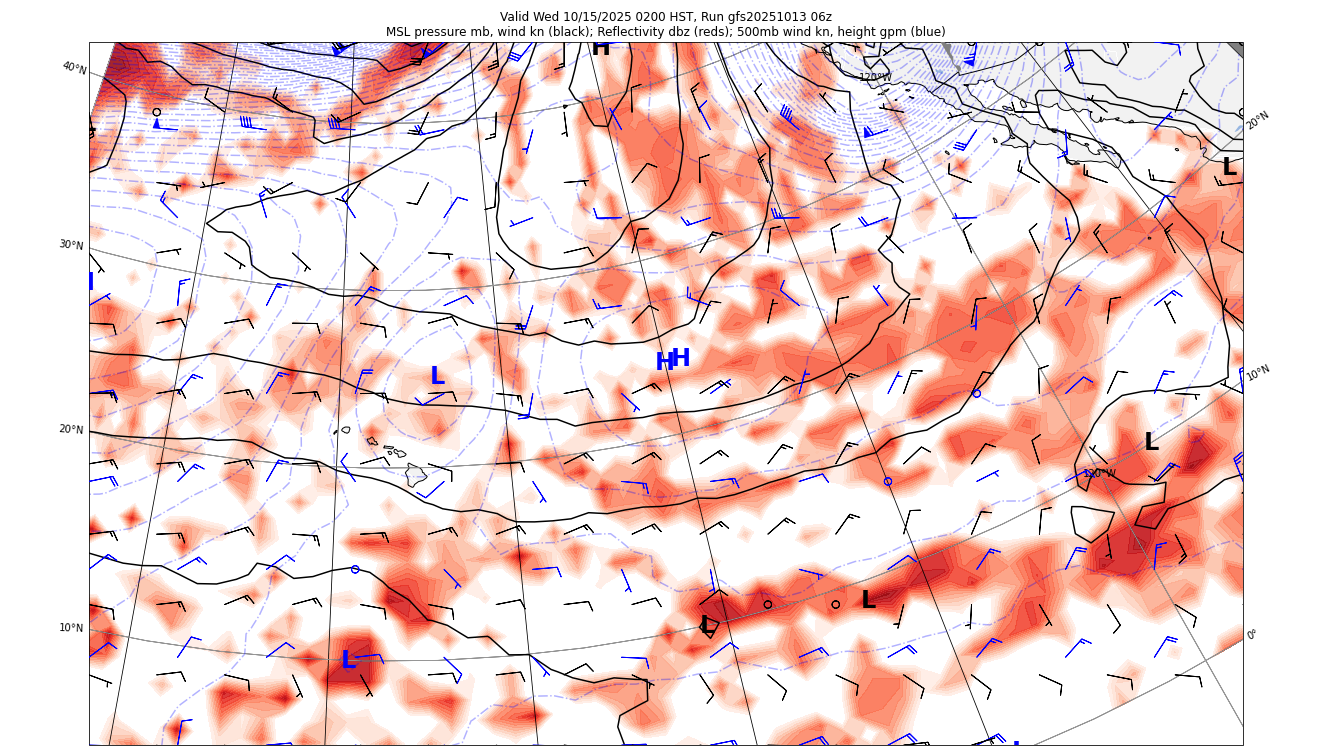 Valid Wed 10/15/2025 0200 HST, Run gfs20251013 06z
MSL pressure mb, wind kn (black); Reflectivity dbz (reds); 500mb wind kn, height gpm (blue)
H
40°N
120°W
20°N
L
30°N
H H
L
10°N
20°N
L
120°W
10°N
L
L
0°
L